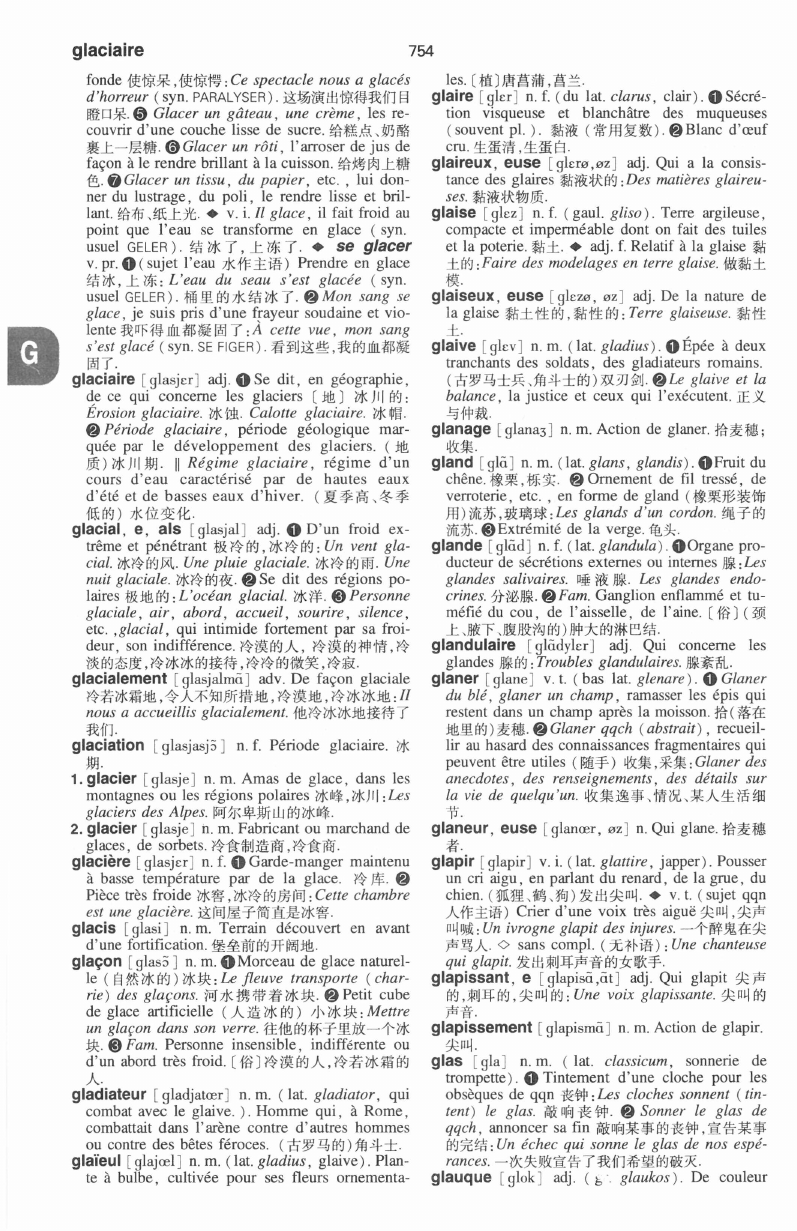 glaciaire 754
fonde 使惊呆,使惊愕:Ce spectacle nous a glacés
d'horreur (syn. PARALYSER). 这场演出惊得我们目
瞪口呆. ❺ Glacer un gâteau, une crème, les re-
couvrir d'une couche lisse de sucre. 给糕点、奶酪
裹上一层糖. ❻ Glacer un rôti, l'arroser de jus de
façon à le rendre brillant à la cuisson. 给烤肉上糖
色. ❼ Glacer un tissu, du papier, etc., lui don-
ner du lustrage, du poli, le rendre lisse et bril-
lant. 给布、纸上光. ◆ v. i. Il glace, il fait froid au
point que l'eau se transforme en glace (syn.
usuel GELER). 结冰了,上冻了. ◆ se glacer
v. pr. ❶ (sujet l'eau 水作主语) Prendre en glace
结冰,上冻: L'eau du seau s'est glacée (syn.
usuel GELER). 桶里的水结冰了. ❷ Mon sang se
glace, je suis pris d'une frayeur soudaine et vio-
lente 我吓得血都凝固了:À cette vue, mon sang
s'est glacé (syn. SE FIGER). 看到这些,我的血都凝
固了.
G
glaciaire [glasjɛr] adj. ❶ Se dit, en géographie,
de ce qui concerne les glaciers [地] 冰川的:
Érosion glaciaire. 冰蚀. Calotte glaciaire. 冰帽.
❷ Période glaciaire, période géologique mar-
quée par le développement des glaciers. (地
质)冰川期. ‖ Régime glaciaire, régime d'un
cours d'eau caractérisé par de hautes eaux
d'été et de basses eaux d'hiver. (夏季高、冬季
低的) 水位变化.
glacial, e, als [glasjal] adj. ❶ D'un froid ex-
trême et pénétrant 极冷的,冰冷的: Un vent gla-
cial. 冰冷的风. Une pluie glaciale. 冰冷的雨. Une
nuit glaciale. 冰冷的夜. ❷ Se dit des régions po-
laires 极地的:L'océan glacial. 冰洋. ❸ Personne
glaciale, air, abord, accueil, sourire, silence,
etc. ,glacial, qui intimide fortement par sa froi-
deur, son indifférence. 冷漠的人, 冷漠的神情,冷
淡的态度,冷冰冰的接待,冷冷的微笑,冷寂.
glacialement [glasjalmɑ̃] adv. De façon glaciale
冷若冰霜地,令人不知所措地,冷漠地,冷冰冰地:Il
nous a accueillis glacialement. 他冷冰冰地接待了
我们.
glaciation [glasjasjɔ̃] n. f. Période glaciaire. 冰
期.
1. glacier [glasje] n. m. Amas de glace, dans les
montagnes ou les régions polaires 冰峰,冰川:Les
glaciers des Alpes. 阿尔卑斯山的冰峰.
2. glacier [glasje] n. m. Fabricant ou marchand de
glaces, de sorbets. 冷食制造商,冷食商.
glacière [glasjɛr] n. f. ❶ Garde-manger maintenu
à basse température par de la glace. 冷库. ❷
Pièce très froide 冰窖,冰冷的房间:Cette chambre
est une glacière. 这间屋子简直是冰窖.
glacis [glasi] n. m. Terrain découvert en avant
d'une fortification. 堡垒前的开阔地.
glaçon [glasɔ̃] n. m. ❶ Morceau de glace naturel-
le (自然冰的)冰块:Le fleuve transporte (char-
rie) des glaçons. 河水携带着冰块. ❷ Petit cube
de glace artificielle (人造冰的) 小冰块:Mettre
un glaçon dans son verre. 往他的杯子里放一个冰
块. ❸ Fam. Personne insensible, indifférente ou
d'un abord très froid. [俗]冷漠的人,冷若冰霜的
人.
gladiateur [gladjatœr] n. m. (lat. gladiator, qui
combat avec le glaive.). Homme qui, à Rome,
combattait dans l'arène contre d'autres hommes
ou contre des bêtes féroces. (古罗马的)角斗士.
glaïeul [glajœl] n. m. (lat. gladius, glaive). Plan-
te à bulbe, cultivée pour ses fleurs ornementa-
les. [植]唐菖蒲,菖兰.
glaire [glɛr] n. f. (du lat. clarus, clair). ❶ Sécré-
tion visqueuse et blanchâtre des muqueuses
(souvent pl.). 黏液 (常用复数). ❷ Blanc d'œuf
cru. 生蛋清,生蛋白.
glaireux, euse [glɛrø,øz] adj. Qui a la consis-
tance des glaires 黏液状的:Des matières glaireu-
ses. 黏液状物质.
glaise [glɛz] n. f. (gaul. gliso). Terre argileuse,
compacte et imperméable dont on fait des tuiles
et la poterie. 黏土. ◆ adj. f. Relatif à la glaise 黏
土的:Faire des modelages en terre glaise. 做黏土
模.
glaiseux, euse [glɛzø, øz] adj. De la nature de
la glaise 黏土性的,黏性的: Terre glaiseuse. 黏性
土.
glaive [glɛv] n. m. (lat. gladius). ❶ Épée à deux
tranchants des soldats, des gladiateurs romains.
(古罗马士兵、角斗士的)双刃剑. ❷ Le glaive et la
balance, la justice et ceux qui l'exécutent. 正义
与仲裁.
glanage [glanaʒ] n. m. Action de glaner. 拾麦穗;
收集.
gland [glɑ̃] n. m. (lat. glans, glandis). ❶ Fruit du
chêne. 橡栗,栎实. ❷ Ornement de fil tressé, de
verroterie, etc., en forme de gland (橡栗形装饰
用)流苏,玻璃球:Les glands d'un cordon. 绳子的
流苏. ❸ Extrémité de la verge. 龟头.
glande [glɑ̃d] n. f. (lat. glandula). ❶ Organe pro-
ducteur de sécrétions externes ou internes 腺:Les
glandes salivaires. 唾液腺. Les glandes endo-
crines. 分泌腺. ❷ Fam. Ganglion enflammé et tu-
méfié du cou, de l'aisselle, de l'aine. [俗] (颈
上、腋下、腹股沟的)肿大的淋巴结.
glandulaire [glɑ̃dylɛr] adj. Qui concerne les
glandes 腺的:Troubles glandulaires. 腺紊乱.
glaner [glane] v. t. (bas lat. glenare). ❶ Glaner
du blé, glaner un champ, ramasser les épis qui
restent dans un champ après la moisson. 拾(落在
地里的)麦穗. ❷ Glaner qqch (abstrait), recueil-
lir au hasard des connaissances fragmentaires qui
peuvent être utiles (随手) 收集,采集:Glaner des
anecdotes, des renseignements, des détails sur
la vie de quelqu'un. 收集逸事、情况、某人生活细
节.
glaneur, euse [glanœr, øz] n. Qui glane. 拾麦穗
者.
glapir [glapir] v. i. (lat. glattire, japper). Pousser
un cri aigu, en parlant du renard, de la grue, du
chien. (狐狸、鹤、狗)发出尖叫. ◆ v. t. (sujet qqn
人作主语) Crier d'une voix très aiguë 尖叫,尖声
叫喊:Un ivrogne glapit des injures. 一个醉鬼在尖
声骂人. ◇ sans compl. (无补语):Une chanteuse
qui glapit. 发出刺耳声音的女歌手.
glapissant, e [glapisɑ̃,ɑ̃t] adj. Qui glapit 尖声
的,刺耳的,尖叫的:Une voix glapissante. 尖叫的
声音.
glapissement [glapismɑ̃] n. m. Action de glapir.
尖叫.
glas [gla] n. m. (lat. classicum, sonnerie de
trompette). ❶ Tintement d'une cloche pour les
obsèques de qqn 丧钟:Les cloches sonnent (tin-
tent) le glas. 敲响丧钟. ❷ Sonner le glas de
qqch, annoncer sa fin 敲响某事的丧钟,宣告某事
的完结:Un échec qui sonne le glas de nos espé-
rances. 一次失败宣告了我们希望的破灭.
glauque [glok] adj. ( glaukos). De couleur